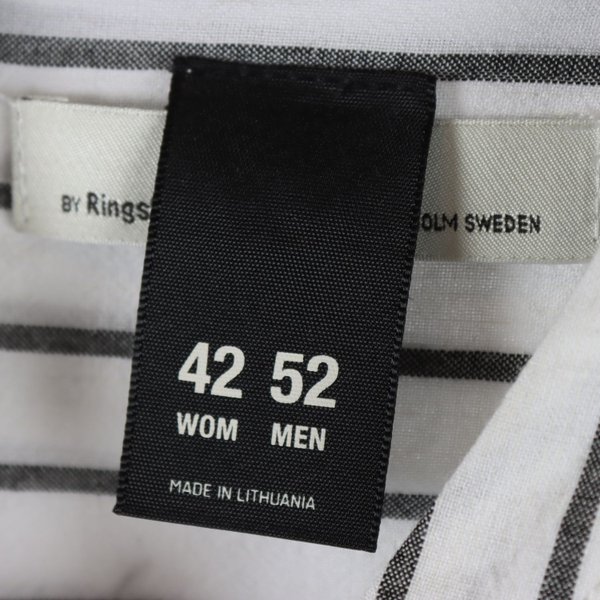 BY Rings
OLM SWEDEN
42 52
WOM MEN
MADE IN LITHUANIA